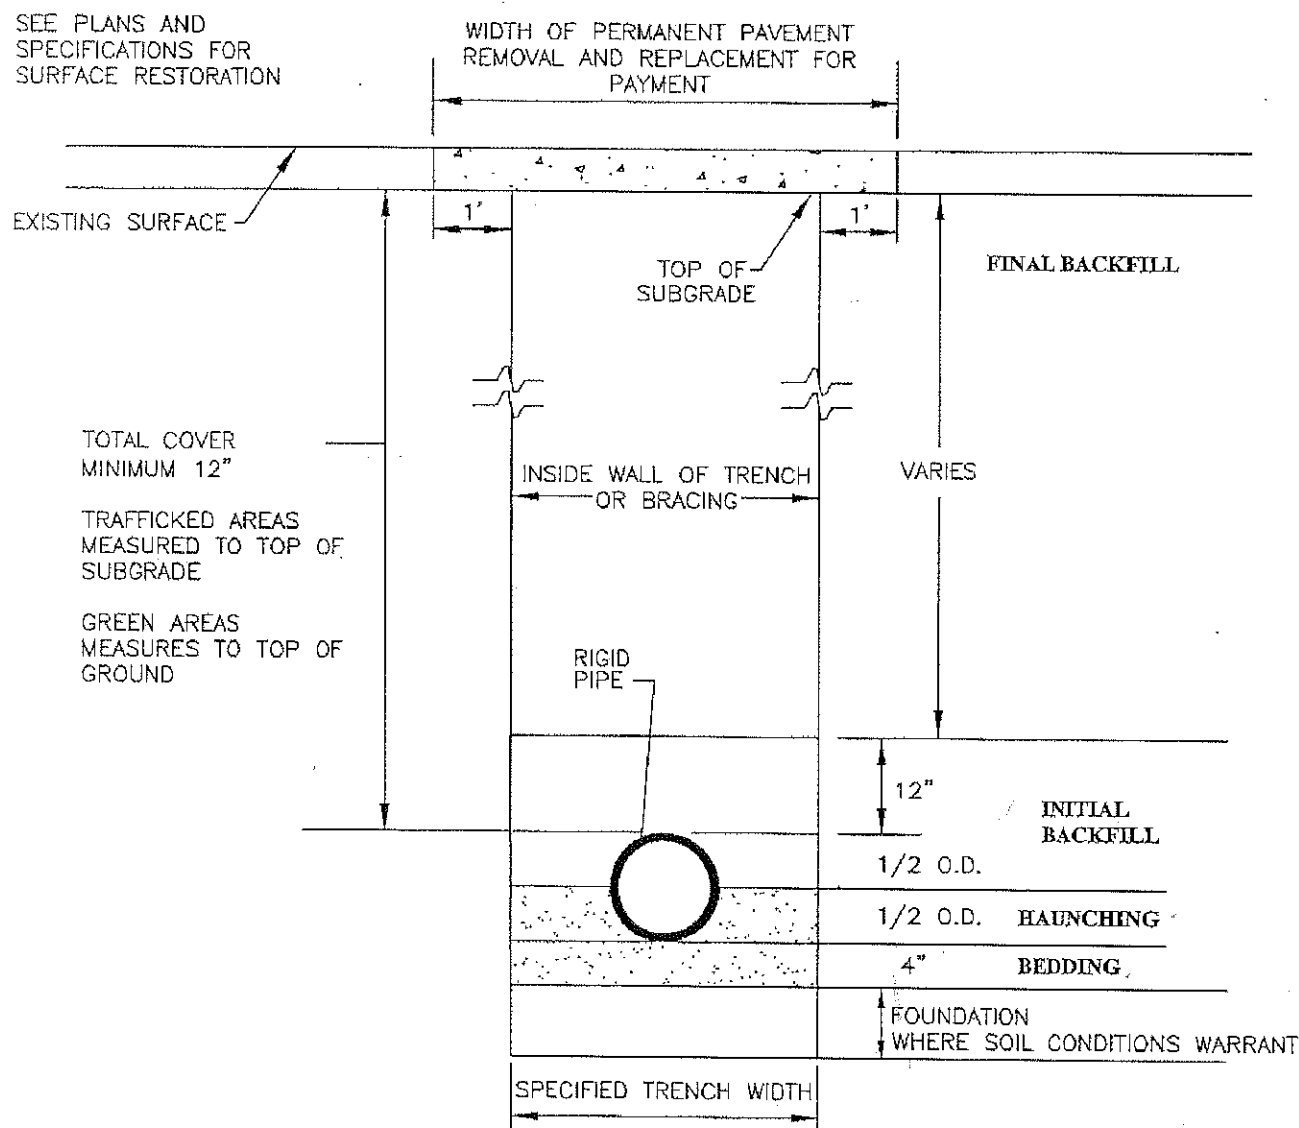 SEE PLANS AND
SPECIFICATIONS FOR
SURFACE RESTORATION
WIDTH OF PERMANENT PAVEMENT
REMOVAL AND REPLACEMENT FOR
PAYMENT
EXISTING SURFACE
1'
1'
TOP OF
SUBGRADE
FINAL BACKFILL
TOTAL COVER
MINIMUM 12"
TRAFFICKED AREAS
MEASURED TO TOP OF
SUBGRADE
GREEN AREAS
MEASURES TO TOP OF
GROUND
INSIDE WALL OF TRENCH
OR BRACING
VARIES
RIGID
PIPE
12"
INITIAL
BACKFILL
1/2 O.D.
1/2 O.D. HAUNCHING
4" BEDDING
FOUNDATION
WHERE SOIL CONDITIONS WARRANT
SPECIFIED TRENCH WIDTH